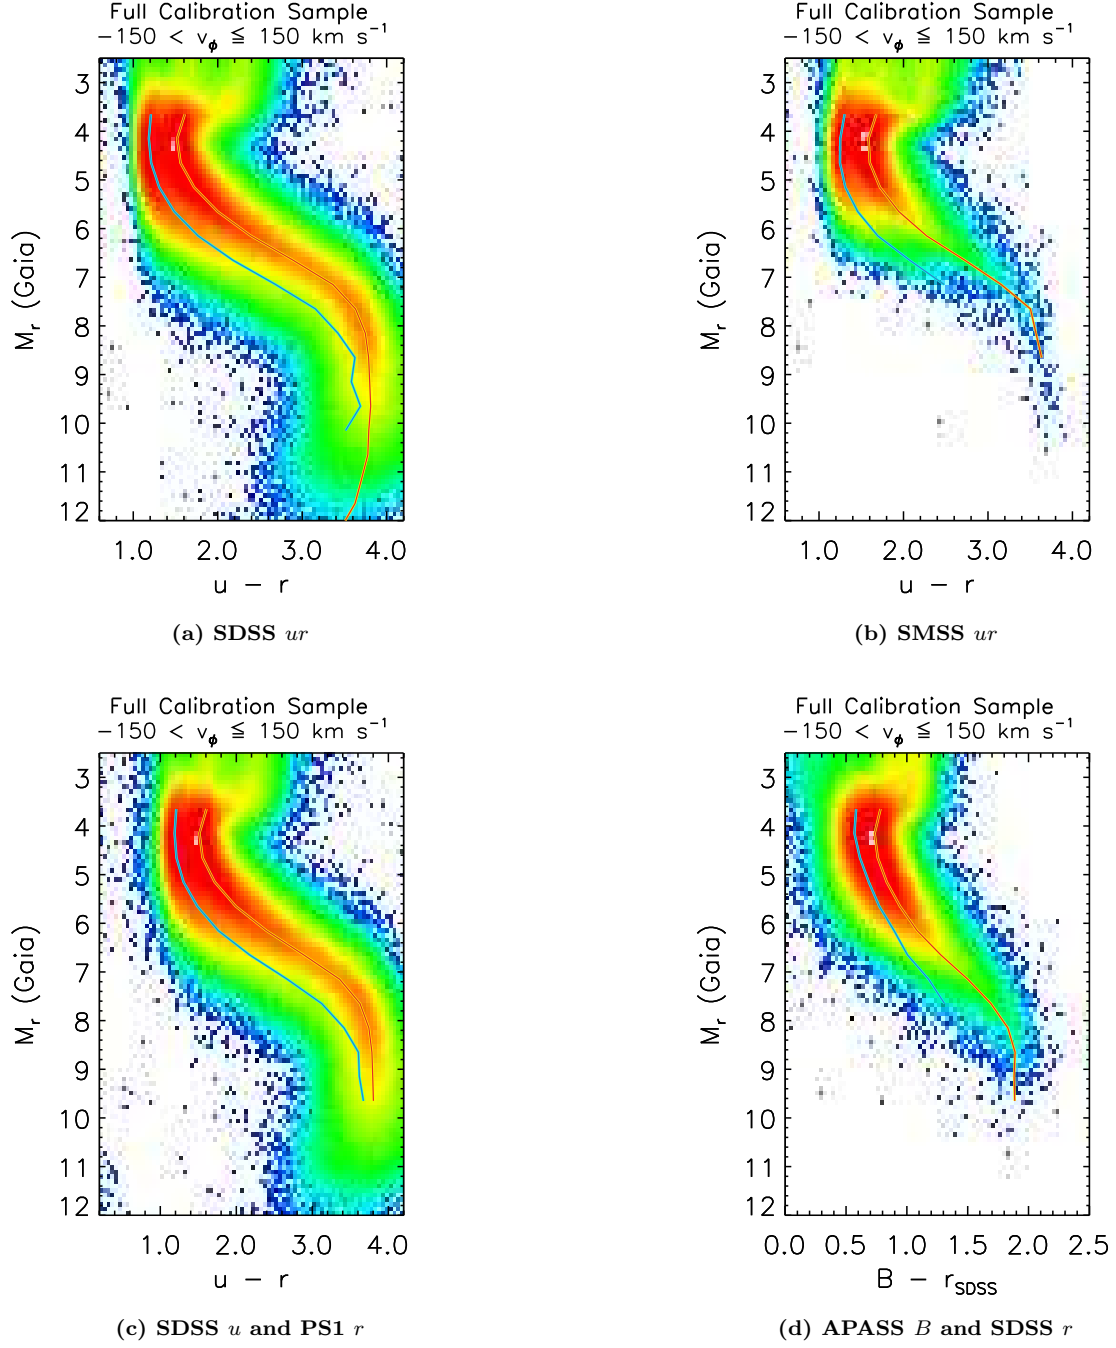 Full Calibration Sample
−150 < vϕ ≦ 150 km s⁻¹
3
4
5
6
7
8
9
10
11
12
M_r (Gaia)
1.0 2.0 3.0 4.0
u − r
(a) SDSS ur
Full Calibration Sample
−150 < vϕ ≦ 150 km s⁻¹
3
4
5
6
7
8
9
10
11
12
M_r (Gaia)
1.0 2.0 3.0 4.0
u − r
(b) SMSS ur
Full Calibration Sample
−150 < vϕ ≦ 150 km s⁻¹
3
4
5
6
7
8
9
10
11
12
M_r (Gaia)
1.0 2.0 3.0 4.0
u − r
(c) SDSS u and PS1 r
Full Calibration Sample
−150 < vϕ ≦ 150 km s⁻¹
3
4
5
6
7
8
9
10
11
12
M_r (Gaia)
0.0 0.5 1.0 1.5 2.0 2.5
B − r_SDSS
(d) APASS B and SDSS r